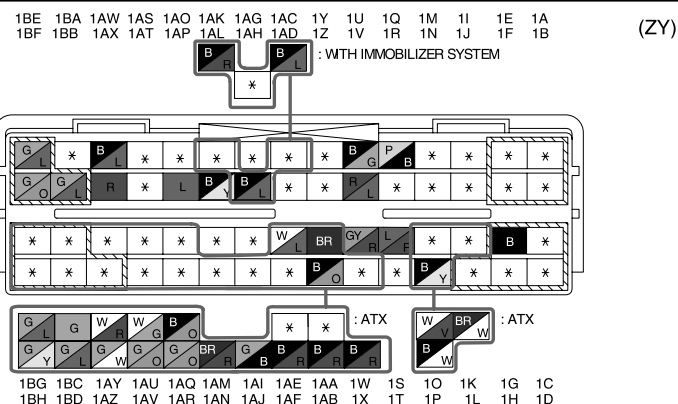 1BE 1BA 1AW 1AS 1AO 1AK 1AG 1AC 1Y 1U 1Q 1M 1I 1E 1A
1BF 1BB 1AX 1AT 1AP 1AL 1AH 1AD 1Z 1V 1R 1N 1J 1F 1B
(ZY)
B R B L : WITH IMMOBILIZER SYSTEM
*
G L * B L * * * * * * B G P B * * * *
G O G L R * L B Y B L * * R L * * * * *
* * * * * * * W L BR GY R L F * * B *
* * * * * * * * B O * * B Y * * *
G L G W R W G B O * * : ATX W V BR W : ATX
G Y G L G W G O G O BR R G B B R B R B R B W
1BG 1BC 1AY 1AU 1AQ 1AM 1AI 1AE 1AA 1W 1S 1O 1K 1G 1C
1BH 1BD 1AZ 1AV 1AR 1AN 1AJ 1AF 1AB 1X 1T 1P 1L 1H 1D